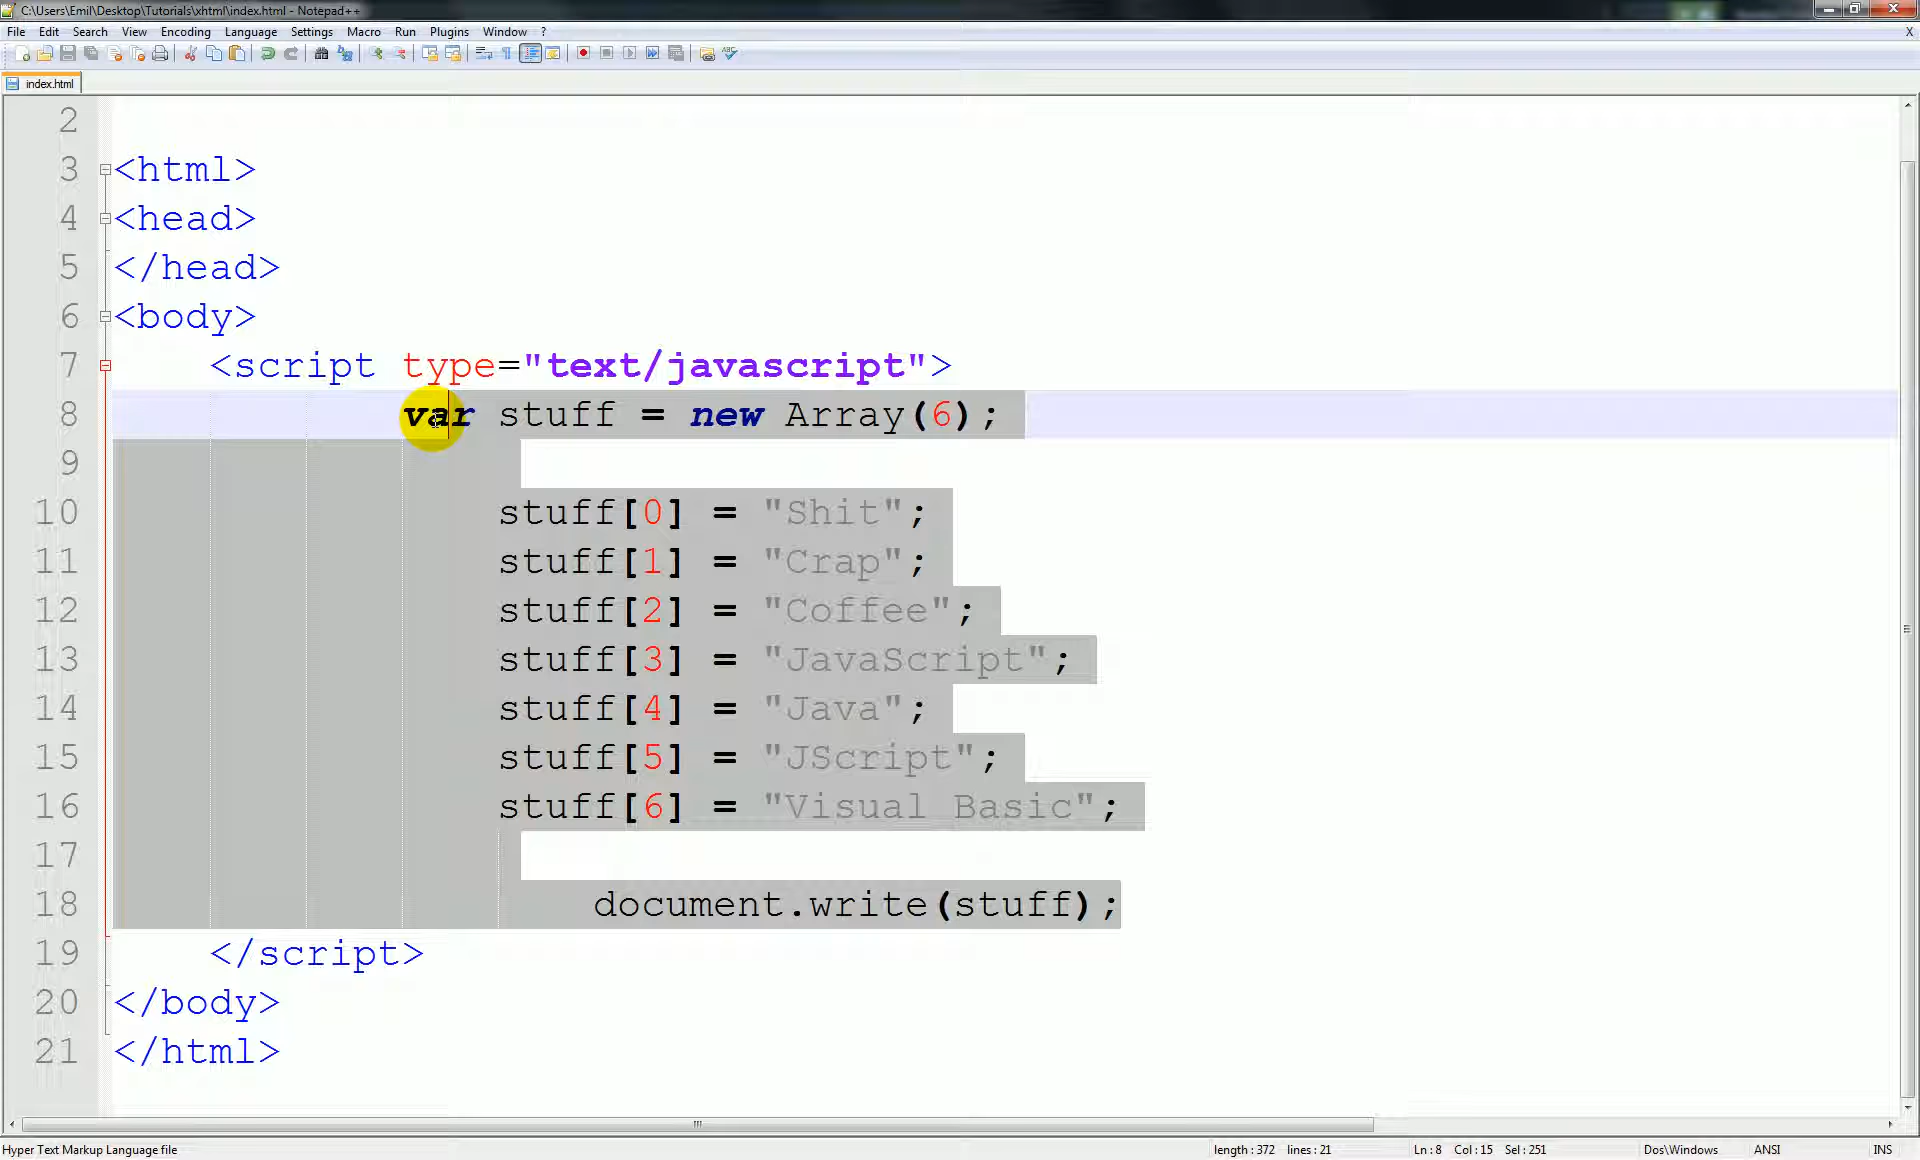 C:\Users\Emil\Desktop\Tutorials\xhtml\index.html - Notepad++
File Edit Search View Encoding Language Settings Macro Run Plugins Window ? X
index.html
2
3 <html>
4 <head>
5 </head>
6 <body>
7 <script type="text/javascript">
8 var stuff = new Array(6);
9
10 stuff[0] = "Shit";
11 stuff[1] = "Crap";
12 stuff[2] = "Coffee";
13 stuff[3] = "JavaScript";
14 stuff[4] = "Java";
15 stuff[5] = "JScript";
16 stuff[6] = "Visual Basic";
17
18 document.write(stuff);
19 </script>
20 </body>
21 </html>
Hyper Text Markup Language file length : 372 lines : 21 Ln : 8 Col : 15 Sel : 251 Dos\Windows ANSI INS